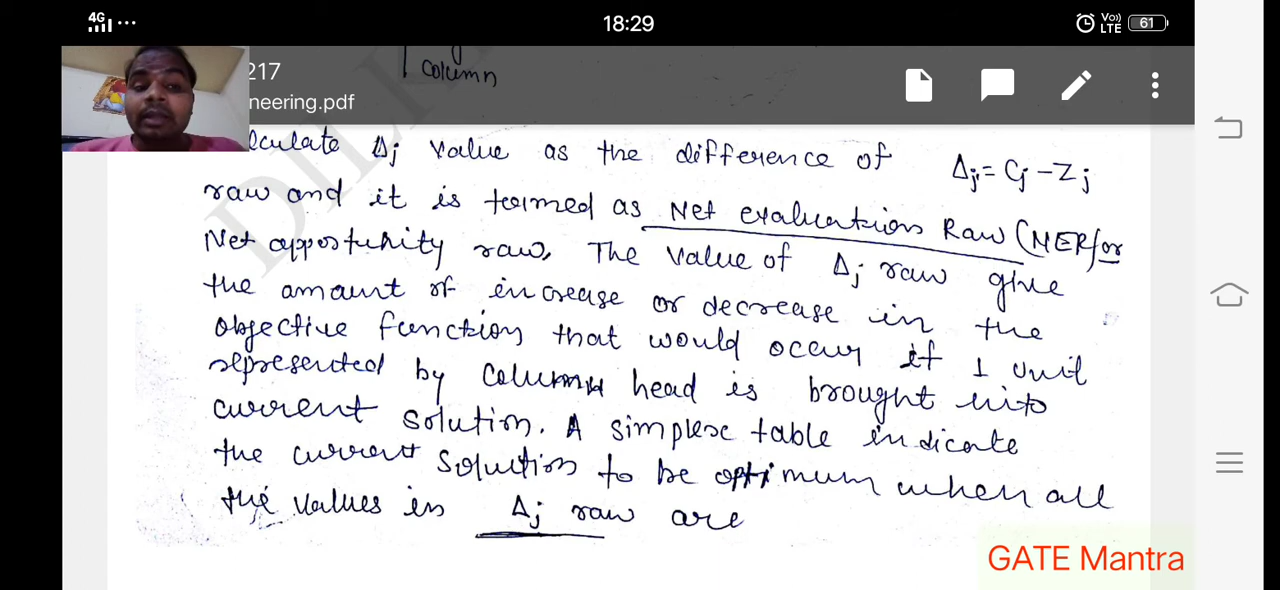 4G
18:29
Vo))
LTE
61
column
217
neering.pdf
lculate Δj value as the difference of Δj = Cj - Zj
raw and it is termed as Net evaluation Raw (NER) or
Net opportunity raw. The value of Δj raw give
the amount of increase or decrease in the
objective function that would occur if 1 unit
represented by column head is brought into
current solution. A simplex table indicate
the current solution to be optimum when all
the values in Δj raw are
GATE Mantra